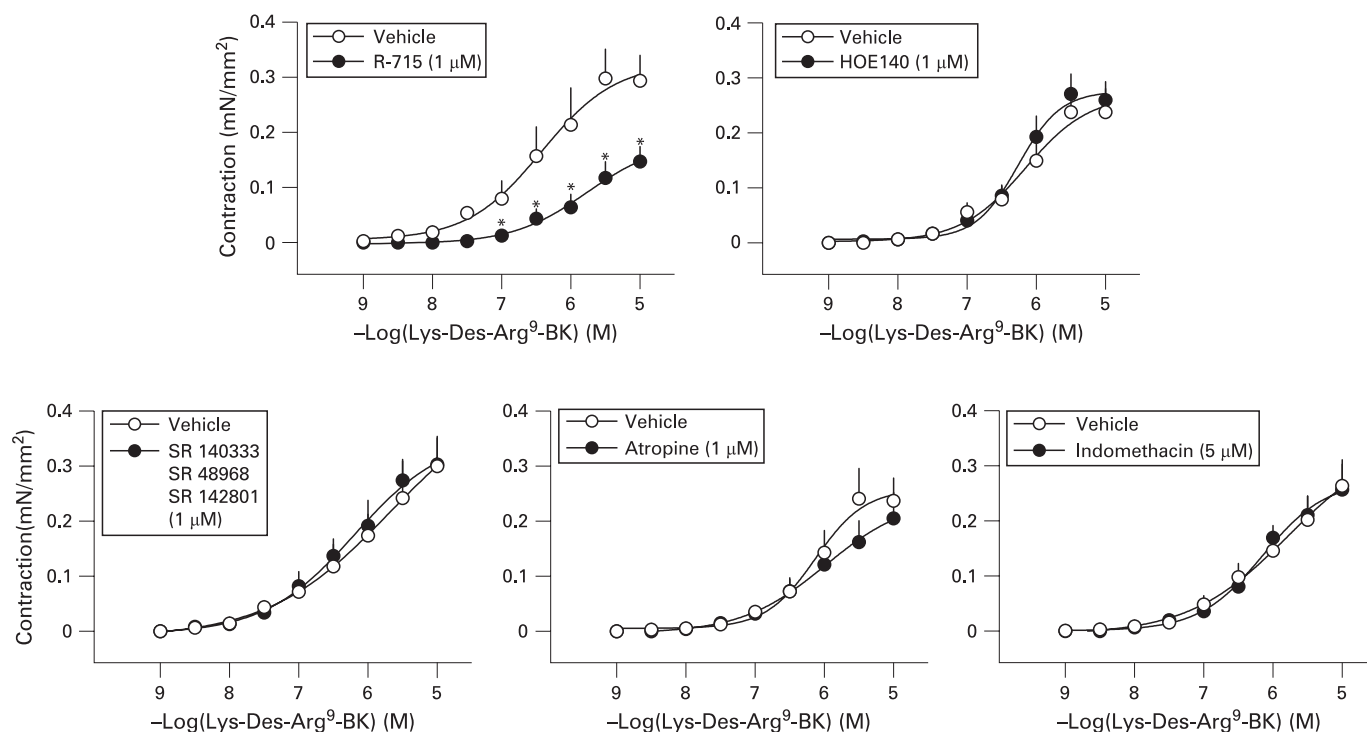 Vehicle
R-715 (1 μM)
Contraction (mN/mm²)
0.4
0.3
0.2
0.1
0
*
*
*
*
*
9 8 7 6 5
–Log(Lys-Des-Arg⁹-BK) (M)
Vehicle
HOE140 (1 μM)
0.4
0.3
0.2
0.1
0
9 8 7 6 5
–Log(Lys-Des-Arg⁹-BK) (M)
Vehicle
SR 140333
SR 48968
SR 142801
(1 μM)
Contraction(mN/mm²)
0.4
0.3
0.2
0.1
0
9 8 7 6 5
–Log(Lys-Des-Arg⁹-BK) (M)
Vehicle
Atropine (1 μM)
0.4
0.3
0.2
0.1
0
9 8 7 6 5
–Log(Lys-Des-Arg⁹-BK) (M)
Vehicle
Indomethacin (5 μM)
0.4
0.3
0.2
0.1
0
9 8 7 6 5
–Log(Lys-Des-Arg⁹-BK) (M)